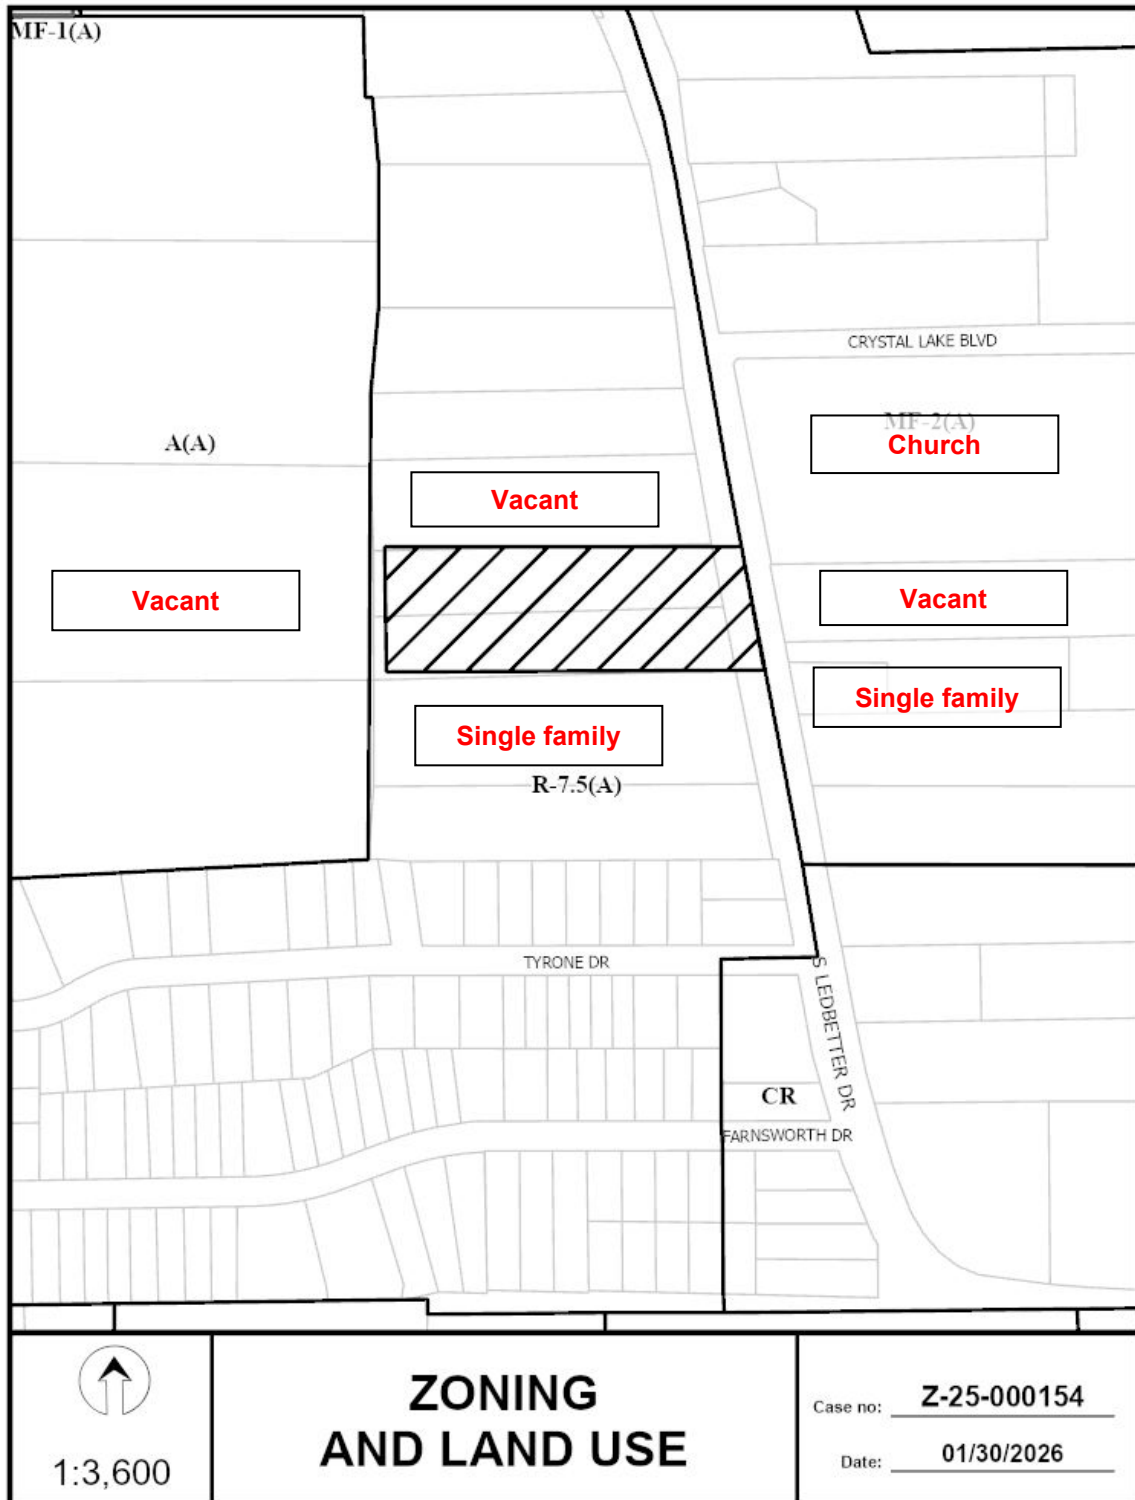 MF-1(A)
CRYSTAL LAKE BLVD
MF-2(A)
Church
A(A)
Vacant
Vacant
Vacant
Single family
Single family
R-7.5(A)
TYRONE DR
S LEDBETTER DR
CR
FARNSWORTH DR
1:3,600
ZONING
AND LAND USE
Case no: Z-25-000154
Date: 01/30/2026